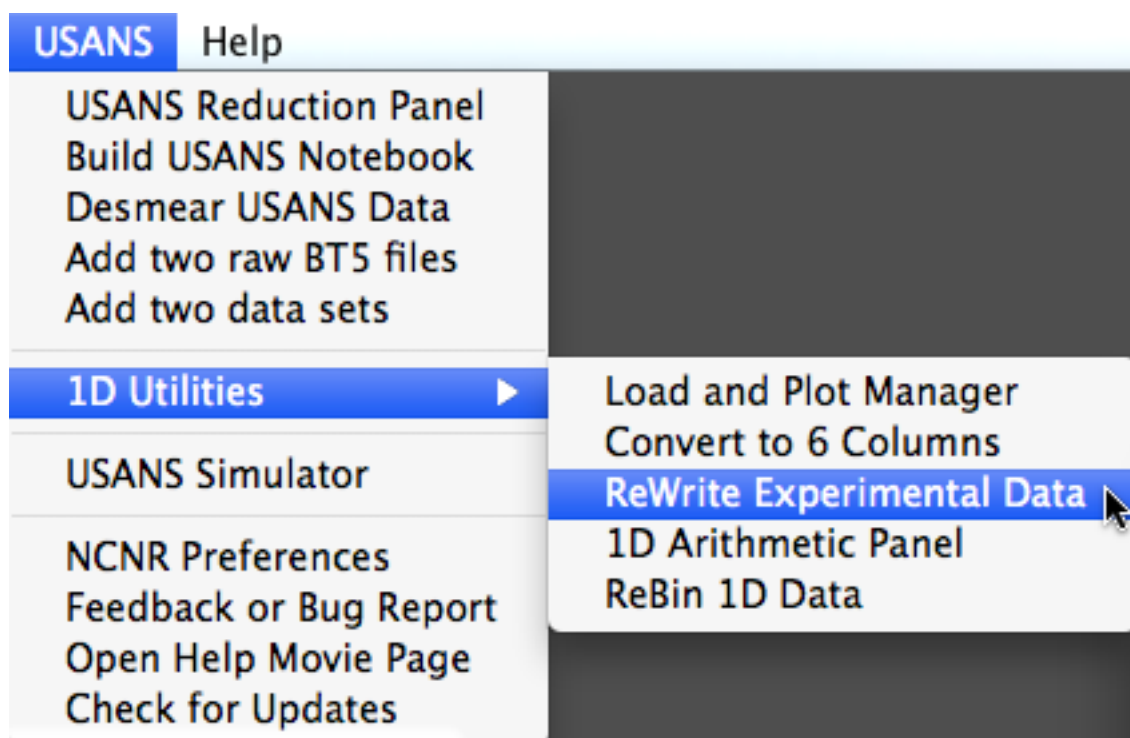 USANS Help
USANS Reduction Panel
Build USANS Notebook
Desmear USANS Data
Add two raw BT5 files
Add two data sets
1D Utilities
Load and Plot Manager
Convert to 6 Columns
ReWrite Experimental Data
1D Arithmetic Panel
ReBin 1D Data
USANS Simulator
NCNR Preferences
Feedback or Bug Report
Open Help Movie Page
Check for Updates